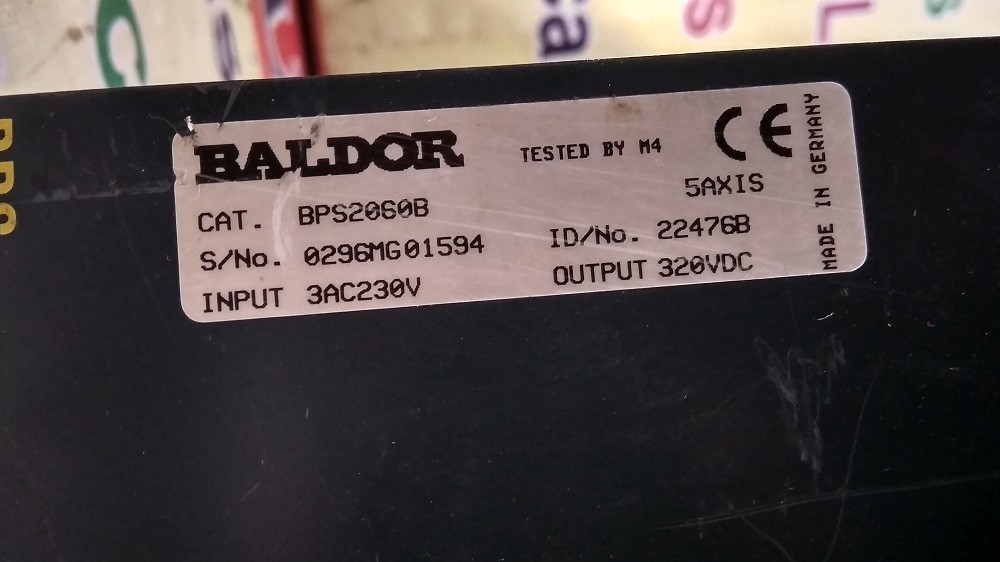 BALDOR
TESTED BY M4
CE
5AXIS
CAT. BPS2060B
S/No. 0296MG01594
ID/No. 22476B
INPUT 3AC230V
OUTPUT 320VDC
MADE IN GERMANY